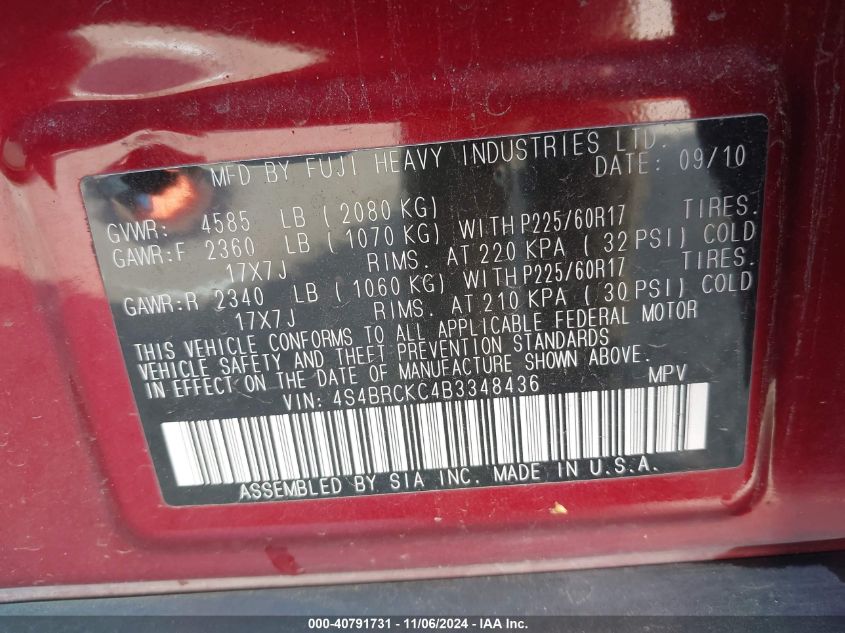 MFD BY FUJI HEAVY INDUSTRIES LTD.
DATE: 09/10
GVWR: 4585 LB (2080 KG)
GAWR:F 2360 LB (1070 KG) WITH P225/60R17 TIRES.
17X7J RIMS. AT 220 KPA (32 PSI) COLD
GAWR:R 2340 LB (1060 KG) WITH P225/60R17 TIRES.
17X7J RIMS. AT 210 KPA (30 PSI) COLD
THIS VEHICLE CONFORMS TO ALL APPLICABLE FEDERAL MOTOR
VEHICLE SAFETY AND THEFT PREVENTION STANDARDS
IN EFFECT ON THE DATE OF MANUFACTURE SHOWN ABOVE.
VIN: 4S4BRCKC4B3348436 MPV
ASSEMBLED BY SIA INC. MADE IN U.S.A.
000-40791731 - 11/06/2024 - IAA Inc.